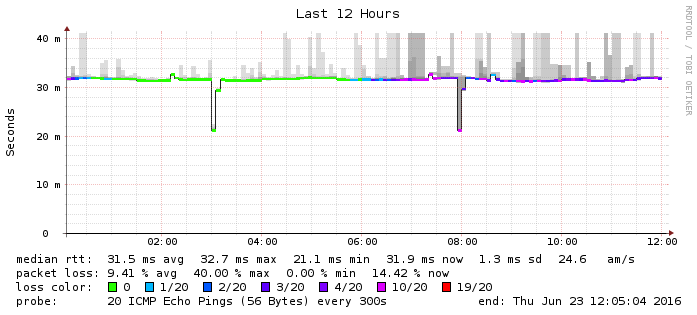 Last 12 Hours
RRDTOOL / TOBI OETIKER
Seconds
40 m
30 m
20 m
10 m
0
02:00 04:00 06:00 08:00 10:00 12:00
median rtt: 31.5 ms avg 32.7 ms max 21.1 ms min 31.9 ms now 1.3 ms sd 24.6 am/s
packet loss: 9.41 % avg 40.00 % max 0.00 % min 14.42 % now
loss color: 0 1/20 2/20 3/20 4/20 10/20 19/20
probe: 20 ICMP Echo Pings (56 Bytes) every 300s end: Thu Jun 23 12:05:04 2016